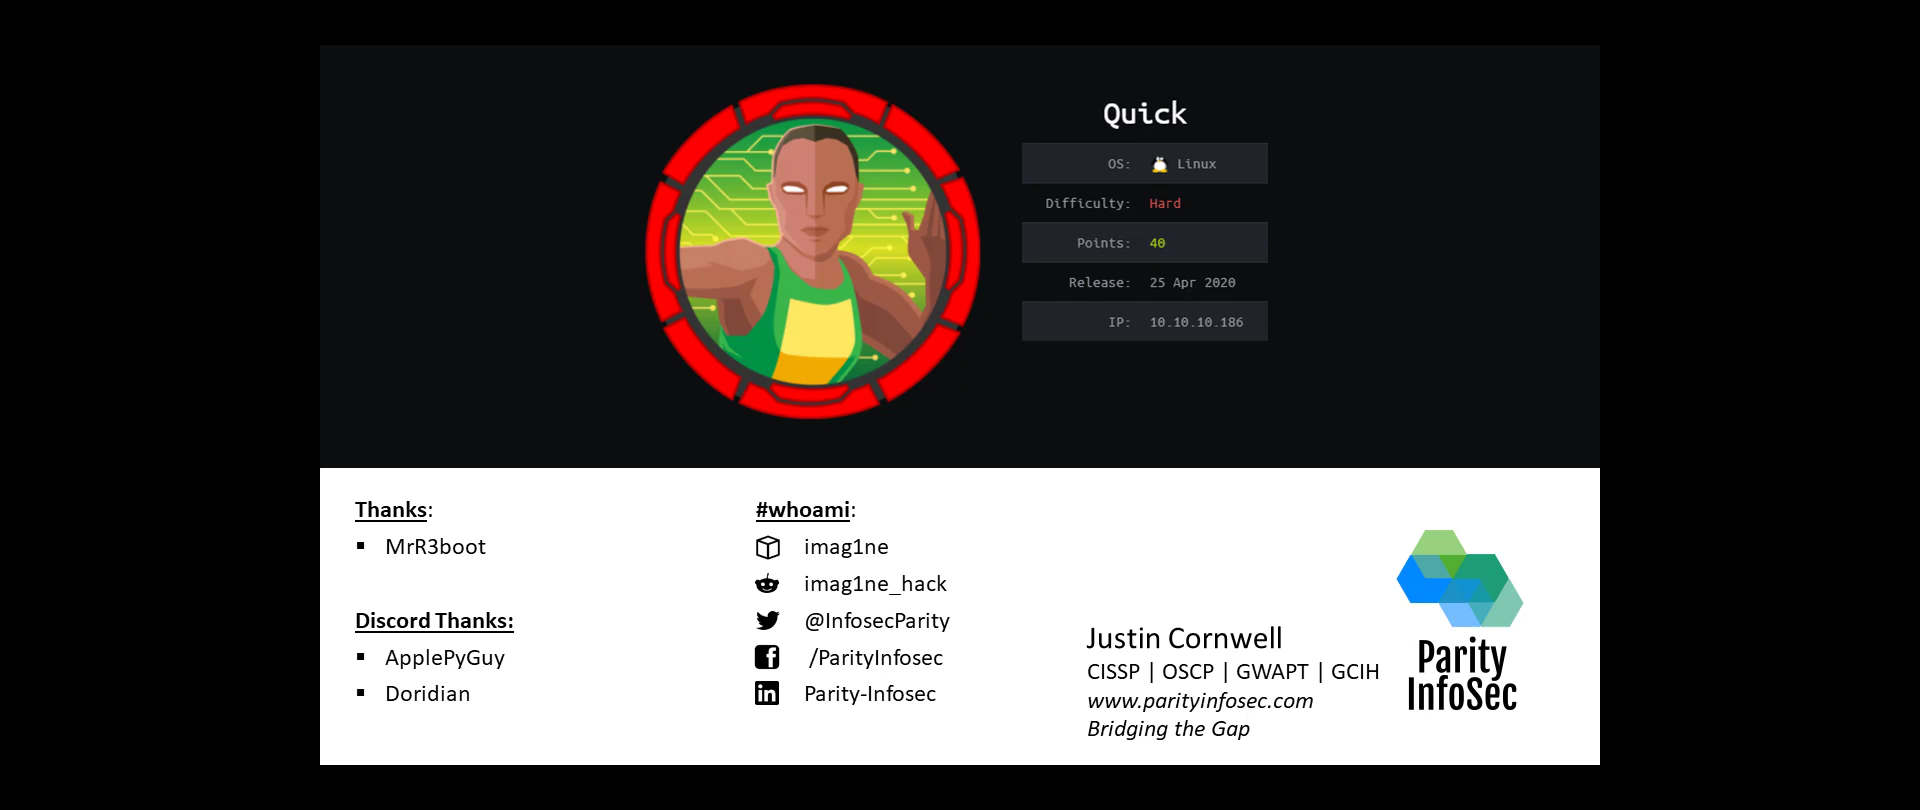 Quick
OS: Linux
Difficulty: Hard
Points: 40
Release: 25 Apr 2020
IP: 10.10.10.186
Thanks:
▪ MrR3boot
Discord Thanks:
▪ ApplePyGuy
▪ Doridian
#whoami:
imag1ne
imag1ne_hack
@InfosecParity
/ParityInfosec
Parity-Infosec
Justin Cornwell
CISSP | OSCP | GWAPT | GCIH
www.parityinfosec.com
Bridging the Gap
Parity
InfoSec